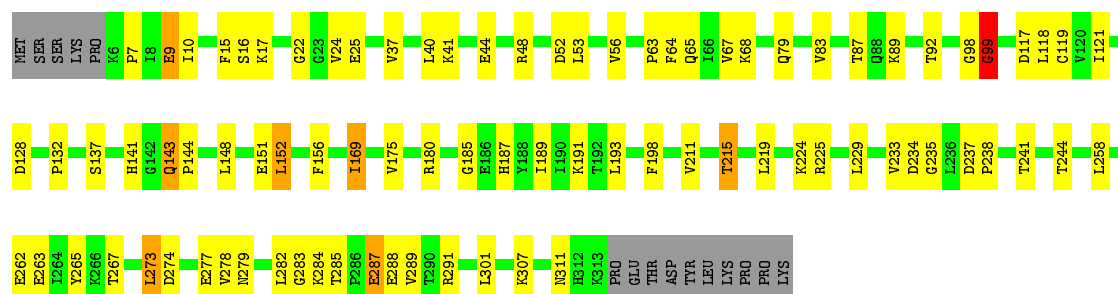 MET SER SER LYS PRO K6 P7 I8 E9 I10 F15 S16 K17 G22 G23 V24 E25 V37 L40 K41 E44 R48 D52 L53 V56 P63 F64 Q65 I66 V67 K68 Q79 V83 T87 Q88 K89 T92 G98 G99 D117 L118 C119 V120 I121
D128 P132 S137 H141 G142 Q143 P144 L148 E151 L152 F156 I169 V175 R180 G185 E186 H187 Y188 I189 I190 K191 T192 L193 F198 V211 T215 L219 K224 R225 L229 V233 D234 G235 L236 D237 P238 T241 T244 L258
E262 E263 I264 Y265 K266 T267 L273 D274 E277 V278 N279 L282 G283 K284 T285 P286 E287 E288 V289 T290 R291 L301 K307 N311 H312 K313 PRO GLU THR ASP TYR LEU LYS PRO PRO LYS